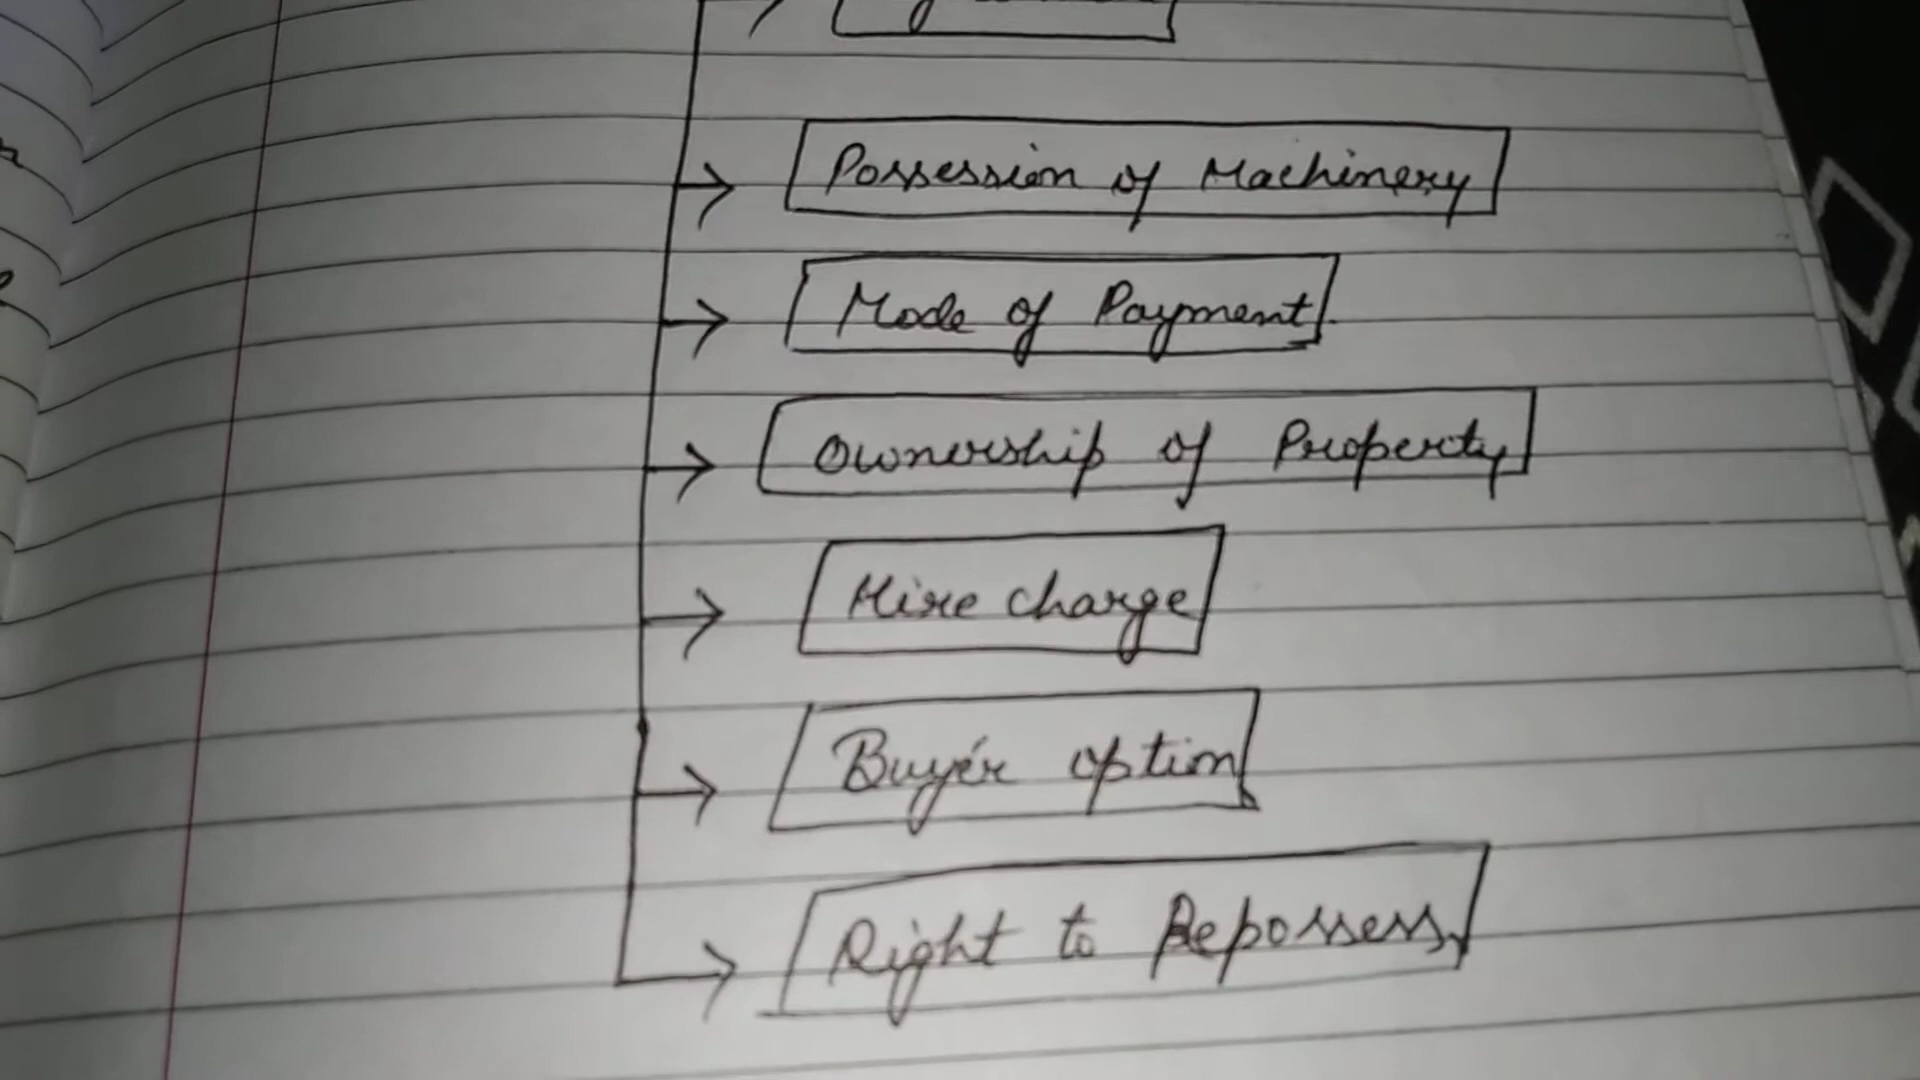 Possession of Machinery
Mode of Payment
Ownership of Property
Hire charge
Buyer option
Right to Repossess